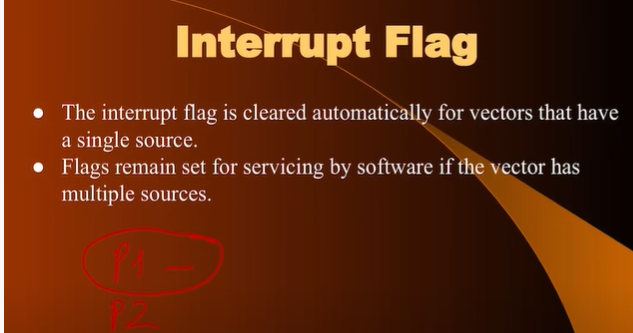 Interrupt Flag
● The interrupt flag is cleared automatically for vectors that have
a single source.
● Flags remain set for servicing by software if the vector has
multiple sources.
P1 –
P2